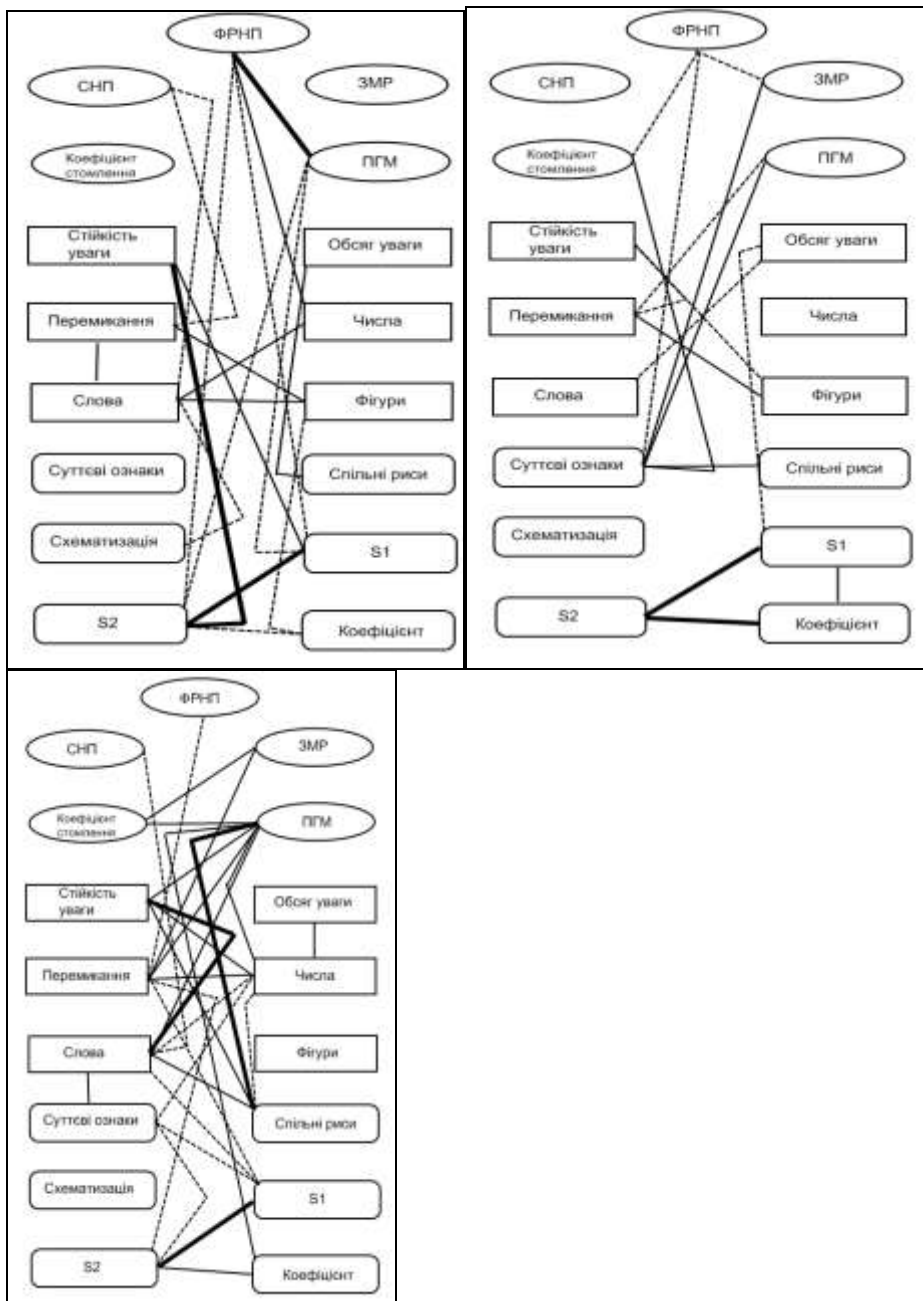 ФРНП
СНП
ЗМР
Коефіцієнт
стомлення
ПГМ
Стійкість
уваги
Обсяг уваги
Перемикання
Числа
Слова
Фігури
Суттєві ознаки
Спільні риси
Схематизація
S1
S2
Коефіцієнт
ФРНП
СНП
ЗМР
Коефіцієнт
стомлення
ПГМ
Стійкість
уваги
Обсяг уваги
Перемикання
Числа
Слова
Фігури
Суттєві ознаки
Спільні риси
Схематизація
S1
S2
Коефіцієнт
ФРНП
СНП
ЗМР
Коефіцієнт
стомлення
ПГМ
Стійкість
уваги
Обсяг уваги
Перемикання
Числа
Слова
Фігури
Суттєві ознаки
Спільні риси
Схематизація
S1
S2
Коефіцієнт